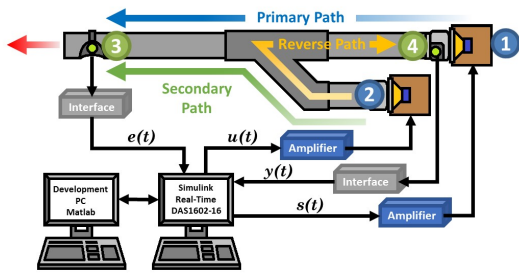 Primary Path
1
3
Reverse Path
4
2
Secondary
Path
Interface
e(t)
u(t)
Amplifier
y(t)
Interface
s(t)
Amplifier
Development
PC
Matlab
Simulink
Real-Time
DAS1602-16